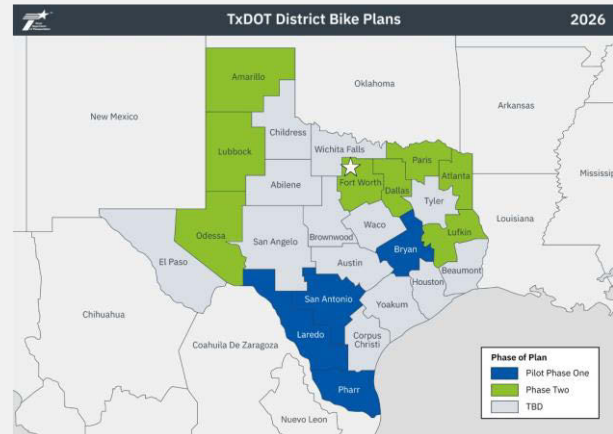 TxDOT District Bike Plans
2026
Amarillo
Oklahoma
New Mexico
Arkansas
Childress
Lubbock
Wichita Falls
Paris
Atlanta
Mississip
Fort Worth
Dallas
Abilene
Tyler
Louisiana
Odessa
Waco
Lufkin
San Angelo
Brownwood
Bryan
El Paso
Austin
Beaumont
Houston
San Antonio
Yoakum
Chihuahua
Laredo
Coahuila De Zaragoza
Corpus
Christi
Pharr
Nuevo Leon
Phase of Plan
Pilot Phase One
Phase Two
TBD